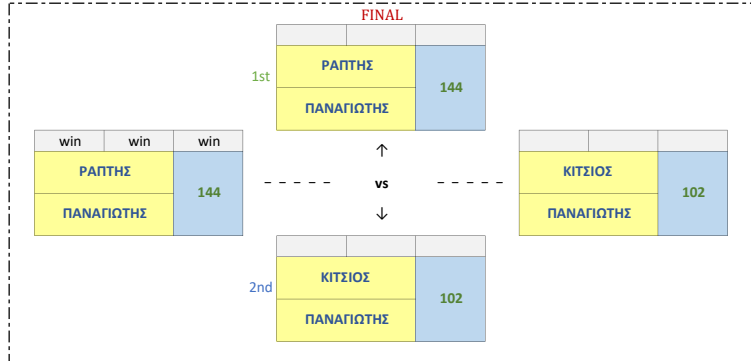 FINAL
1st
ΡΑΠΤΗΣ
144
ΠΑΝΑΓΙΩΤΗΣ
win win win
ΡΑΠΤΗΣ
144
ΠΑΝΑΓΙΩΤΗΣ
↑
vs
↓
ΚΙΤΣΙΟΣ
102
ΠΑΝΑΓΙΩΤΗΣ
2nd
ΚΙΤΣΙΟΣ
102
ΠΑΝΑΓΙΩΤΗΣ